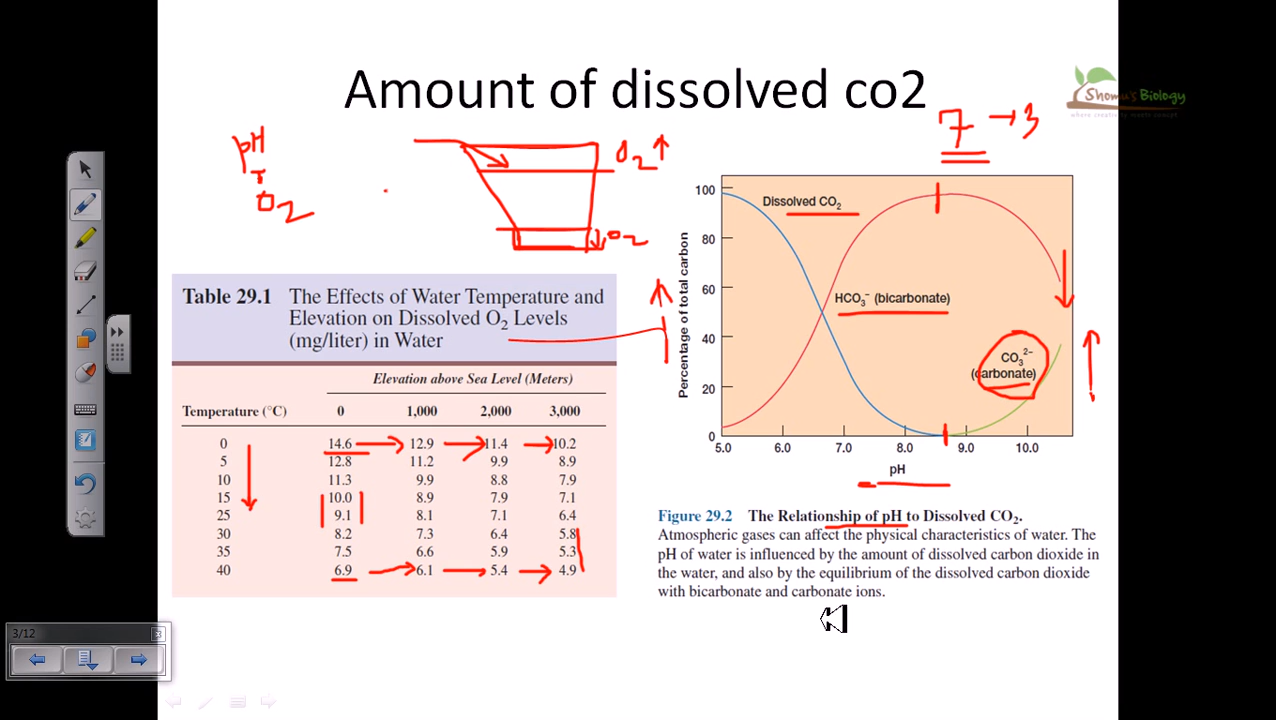 Amount of dissolved co2
Shomu's Biology
pH
O2
O2 ↑
↓ O2
7 → 3
Table 29.1 The Effects of Water Temperature and
Elevation on Dissolved O₂ Levels
(mg/liter) in Water
Elevation above Sea Level (Meters)
Temperature (°C) 0 1,000 2,000 3,000
0 14.6 12.9 11.4 10.2
5 12.8 11.2 9.9 8.9
10 11.3 9.9 8.8 7.9
15 10.0 8.9 7.9 7.1
25 9.1 8.1 7.1 6.4
30 8.2 7.3 6.4 5.8
35 7.5 6.6 5.9 5.3
40 6.9 6.1 5.4 4.9
Percentage of total carbon
100
80
60
40
20
0
Dissolved CO₂
HCO₃⁻ (bicarbonate)
CO₃²⁻
(carbonate)
5.0 6.0 7.0 8.0 9.0 10.0
pH
Figure 29.2 The Relationship of pH to Dissolved CO₂.
Atmospheric gases can affect the physical characteristics of water. The
pH of water is influenced by the amount of dissolved carbon dioxide in
the water, and also by the equilibrium of the dissolved carbon dioxide
with bicarbonate and carbonate ions.
3/12